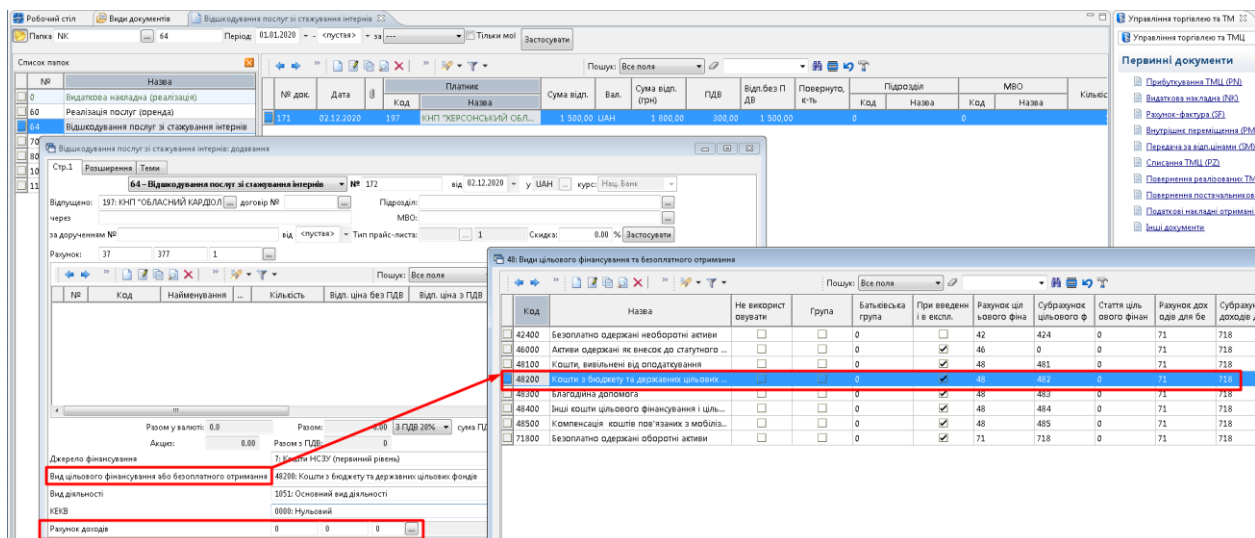 Робочий стіл Види документів Відшкодування послуг зі стажування інтернів
Папка NK ... 64 Період: 01.01.2020 - <пустая> за --- Тільки мої Застосувати
Список папок
№ Назва
0 Видаткова накладна (реалізація)
60 Реалізація послуг (оренда)
64 Відшкодування послуг зі стажування інтернів
70
80
10
11
Пошук: Все поля
№ док. Дата Платник Сума відп. Вал. Сума відп. (грн) ПДВ Відп.без П ДВ Повернуто, к-ть Підрозділ МВО Кількіс
Код Назва Код Назва Код Назва
171 02.12.2020 197 КНП "ХЕРСОНСЬКИЙ ОБЛ... 1 500,00 UAH 1 800,00 300,00 1 500,00 0 0
Відшкодування послуг зі стажування інтернів: додавання
Стр.1 Розширення Теми
64 – Відшкодування послуг зі стажування інтернів № 172 від 02.12.2020 у UAH ... курс: Нац. Банк
Відпущено: 197: КНП "ОБЛАСНИЙ КАРДІОЛ ... договір № ... Підрозділ: ...
через МВО: ...
за дорученням № від <пустая> Тип прайс-листа: ... 1 Скидка: 0.00 % Застосувати
Рахунок: 37 377 1 ...
Пошук: Все поля
№ Код Найменування ... Кількість Відп. ціна без ПДВ Відп. ціна з ПДВ
Разом у валюті: 0.0 Разом: 0.00 З ПДВ 20% сума ПД
Акциз: 0.00 Разом з ПДВ: 0
Джерело фінансування 7: Кошти НСЗУ (первинний рівень)
Вид цільового фінансування або безоплатного отримання 48200: Кошти з бюджету та державних цільових фондів
Вид діяльності 1051: Основний вид діяльності
КЕКВ 0000: Нульовий
Рахунок доходів 0 0 0 ...
48: Види цільового фінансування та безоплатного отримання
Пошук: Все поля
Код Назва Не використ овувати Група Батьківська група При введенн і в експл. Рахунок ціл ьового фіна Субрахунок цільового ф Стаття ціль ового фінан Рахунок дох одів для бе Субрахун доходів д
42400 Безоплатно одержані необоротні активи 0 42 424 0 71 718
46000 Активи одержані як внесок до статутного ... 0 46 0 0 71 718
48100 Кошти, вивільнені від оподаткування 0 48 481 0 71 718
48200 Кошти з бюджету та державних цільових ... 0 48 482 0 71 718
48300 Благодійна допомога 0 48 483 0 71 718
48400 Інші кошти цільового фінансування і ціль... 0 48 484 0 71 718
48500 Компенсація коштів пов'язаних з мобіліз... 0 48 485 0 71 718
71800 Безоплатно одержані оборотні активи 0 71 718 0 71 718
Управління торгівлею та ТМ
Управління торгівлею та ТМЦ
Первинні документи
Прибуткування ТМЦ (PN)
Видаткова накладна (NK)
Рахунок-фактура (SF)
Внутрішнє переміщення (PM
Передача за відп.цінами (SM)
Списання ТМЦ (PZ)
Повернення реалізованих ТМ
Повернення постачальников
Податкові накладні отримані
Інші документи